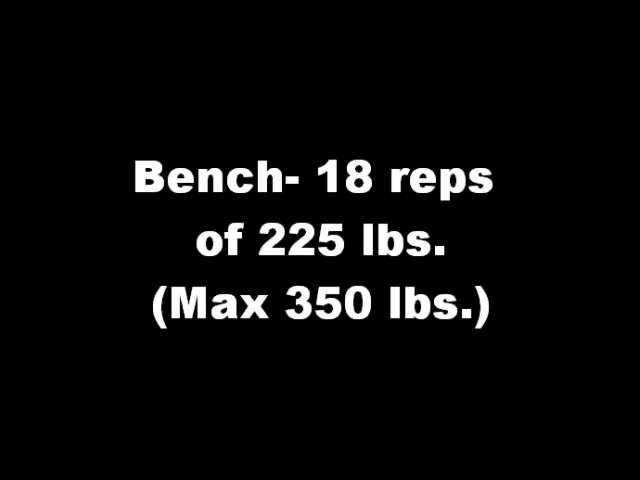 Bench- 18 reps
of 225 lbs.
(Max 350 lbs.)